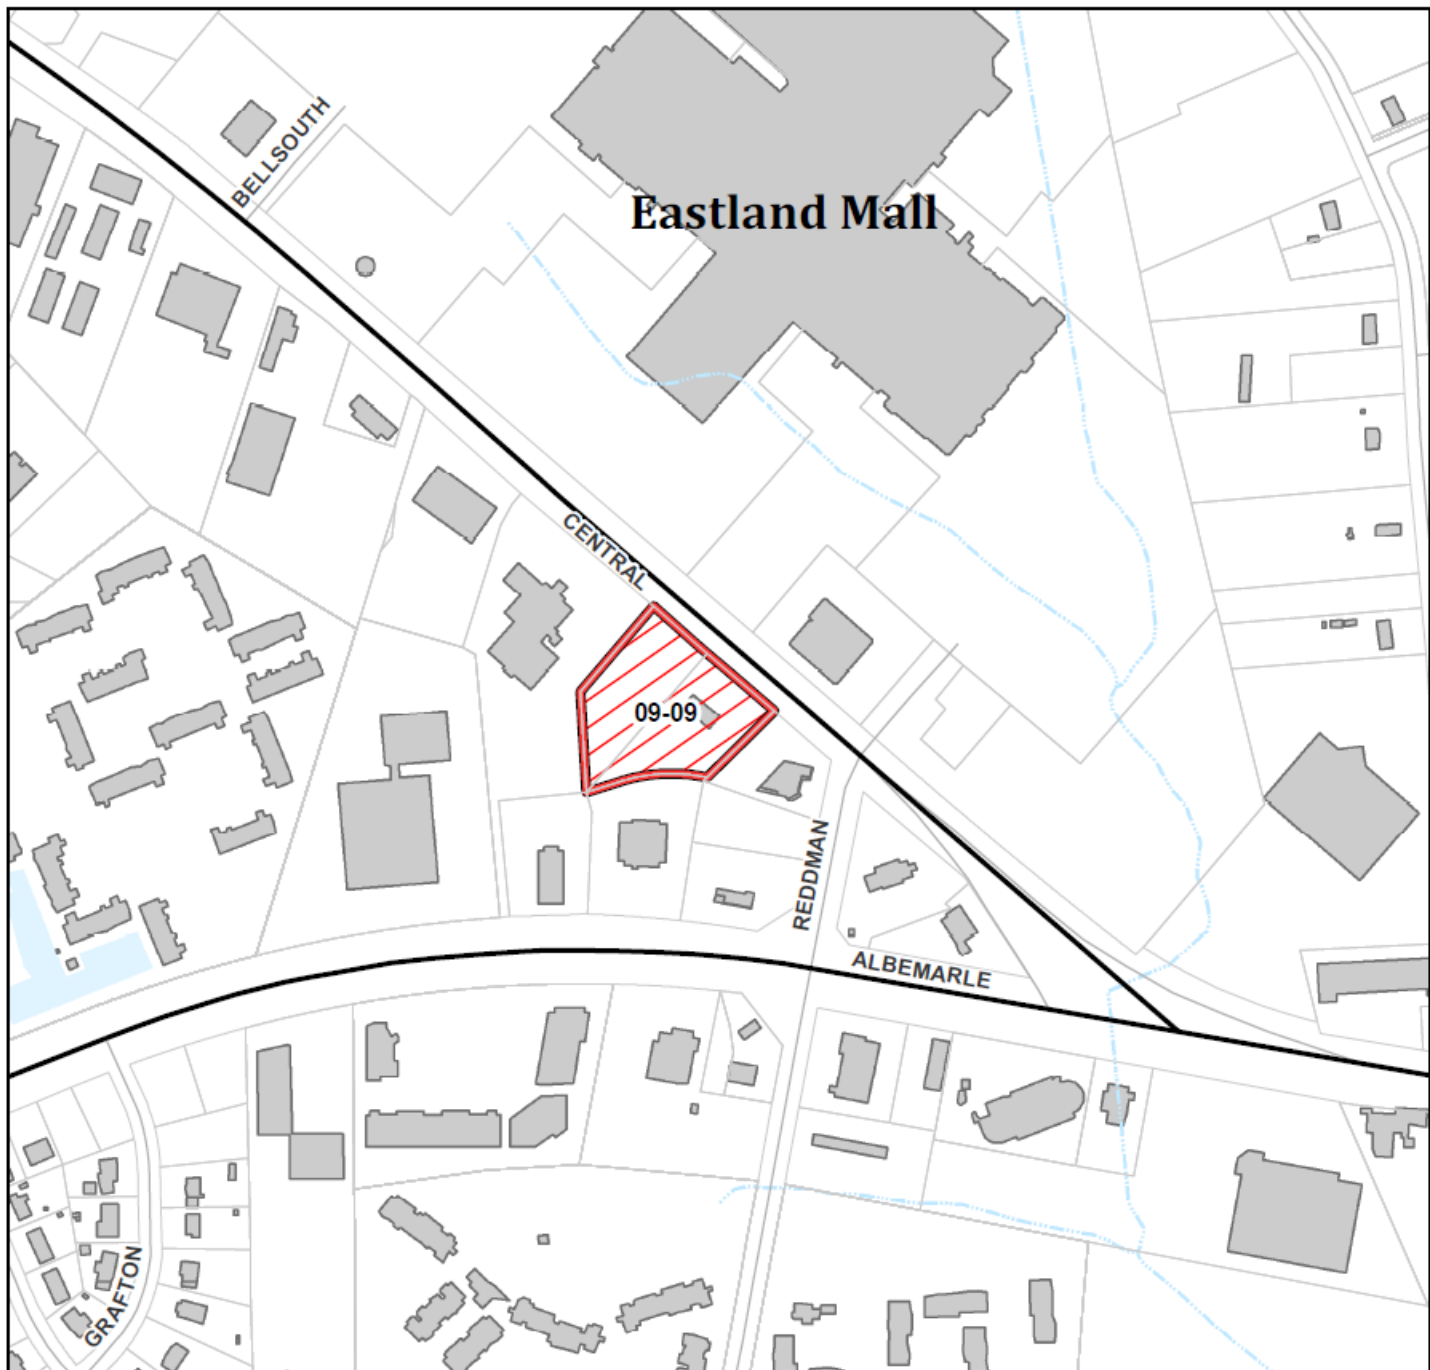 BELLSOUTH
Eastland Mall
CENTRAL
09-09
REDDMAN
ALBEMARLE
GRAFTON